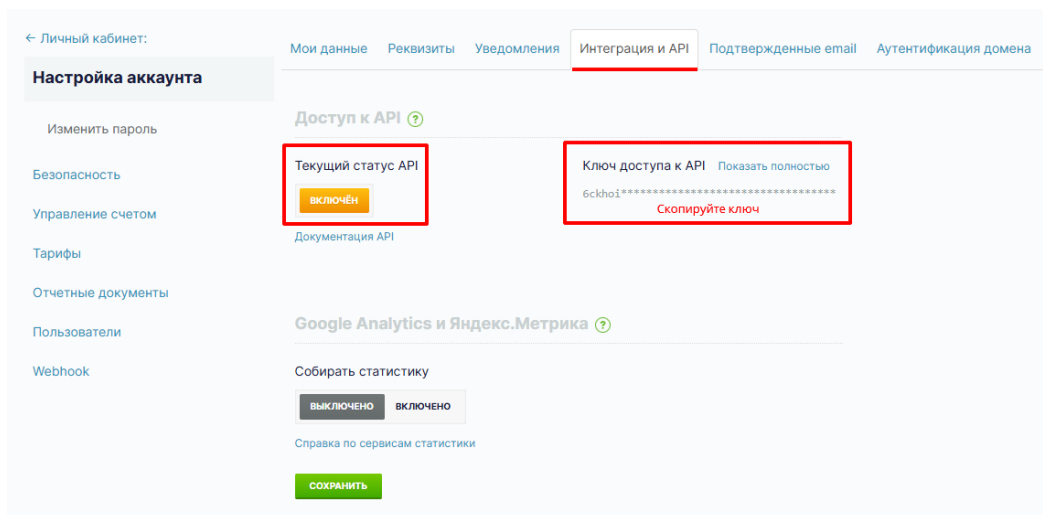 ← Личный кабинет:
Настройка аккаунта
Изменить пароль
Безопасность
Управление счетом
Тарифы
Отчетные документы
Пользователи
Webhook
Мои данные Реквизиты Уведомления Интеграция и API Подтвержденные email Аутентификация домена
Доступ к API ?
Текущий статус API
ВКЛЮЧЁН
Документация API
Ключ доступа к API Показать полностью
6ckhoi**********************************
Скопируйте ключ
Google Analytics и Яндекс.Метрика ?
Собирать статистику
ВЫКЛЮЧЕНО ВКЛЮЧЕНО
Справка по сервисам статистики
СОХРАНИТЬ